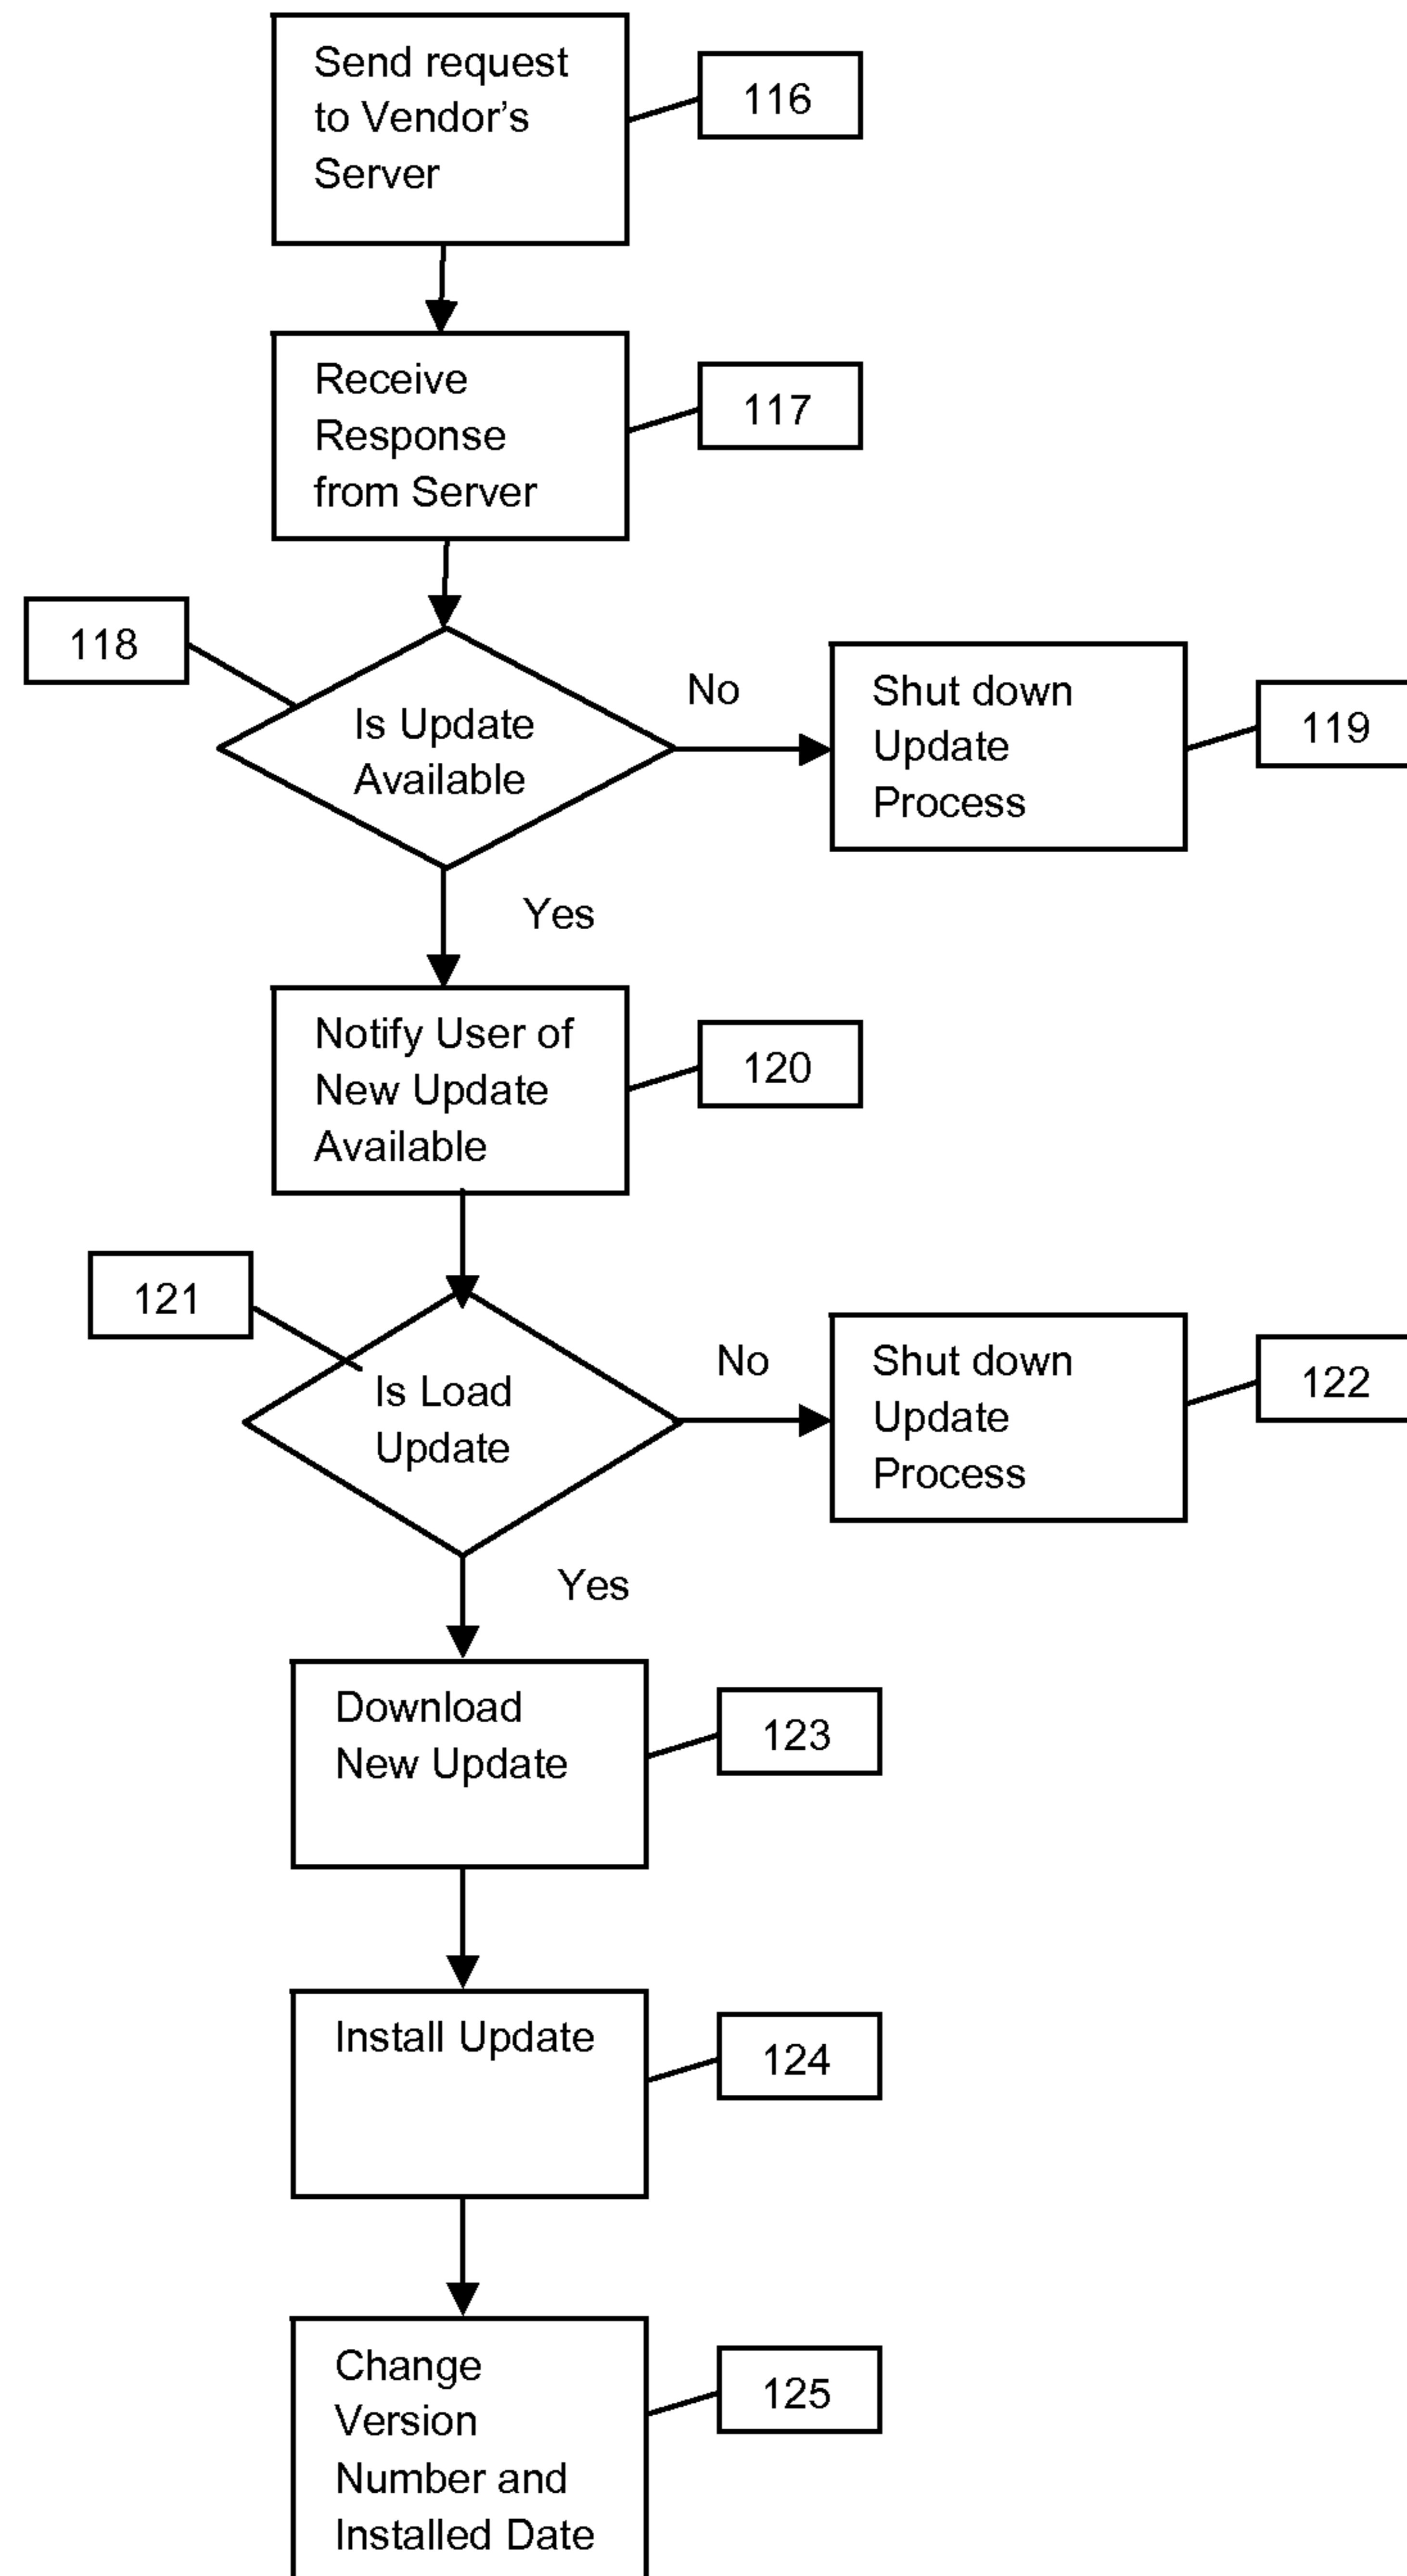 Send request
to Vendor's
Server
116
Receive
Response
from Server
117
118
Is Update
Available
No
Shut down
Update
Process
119
Yes
Notify User of
New Update
Available
120
121
Is Load
Update
No
Shut down
Update
Process
122
Yes
Download
New Update
123
Install Update
124
Change
Version
Number and
Installed Date
125